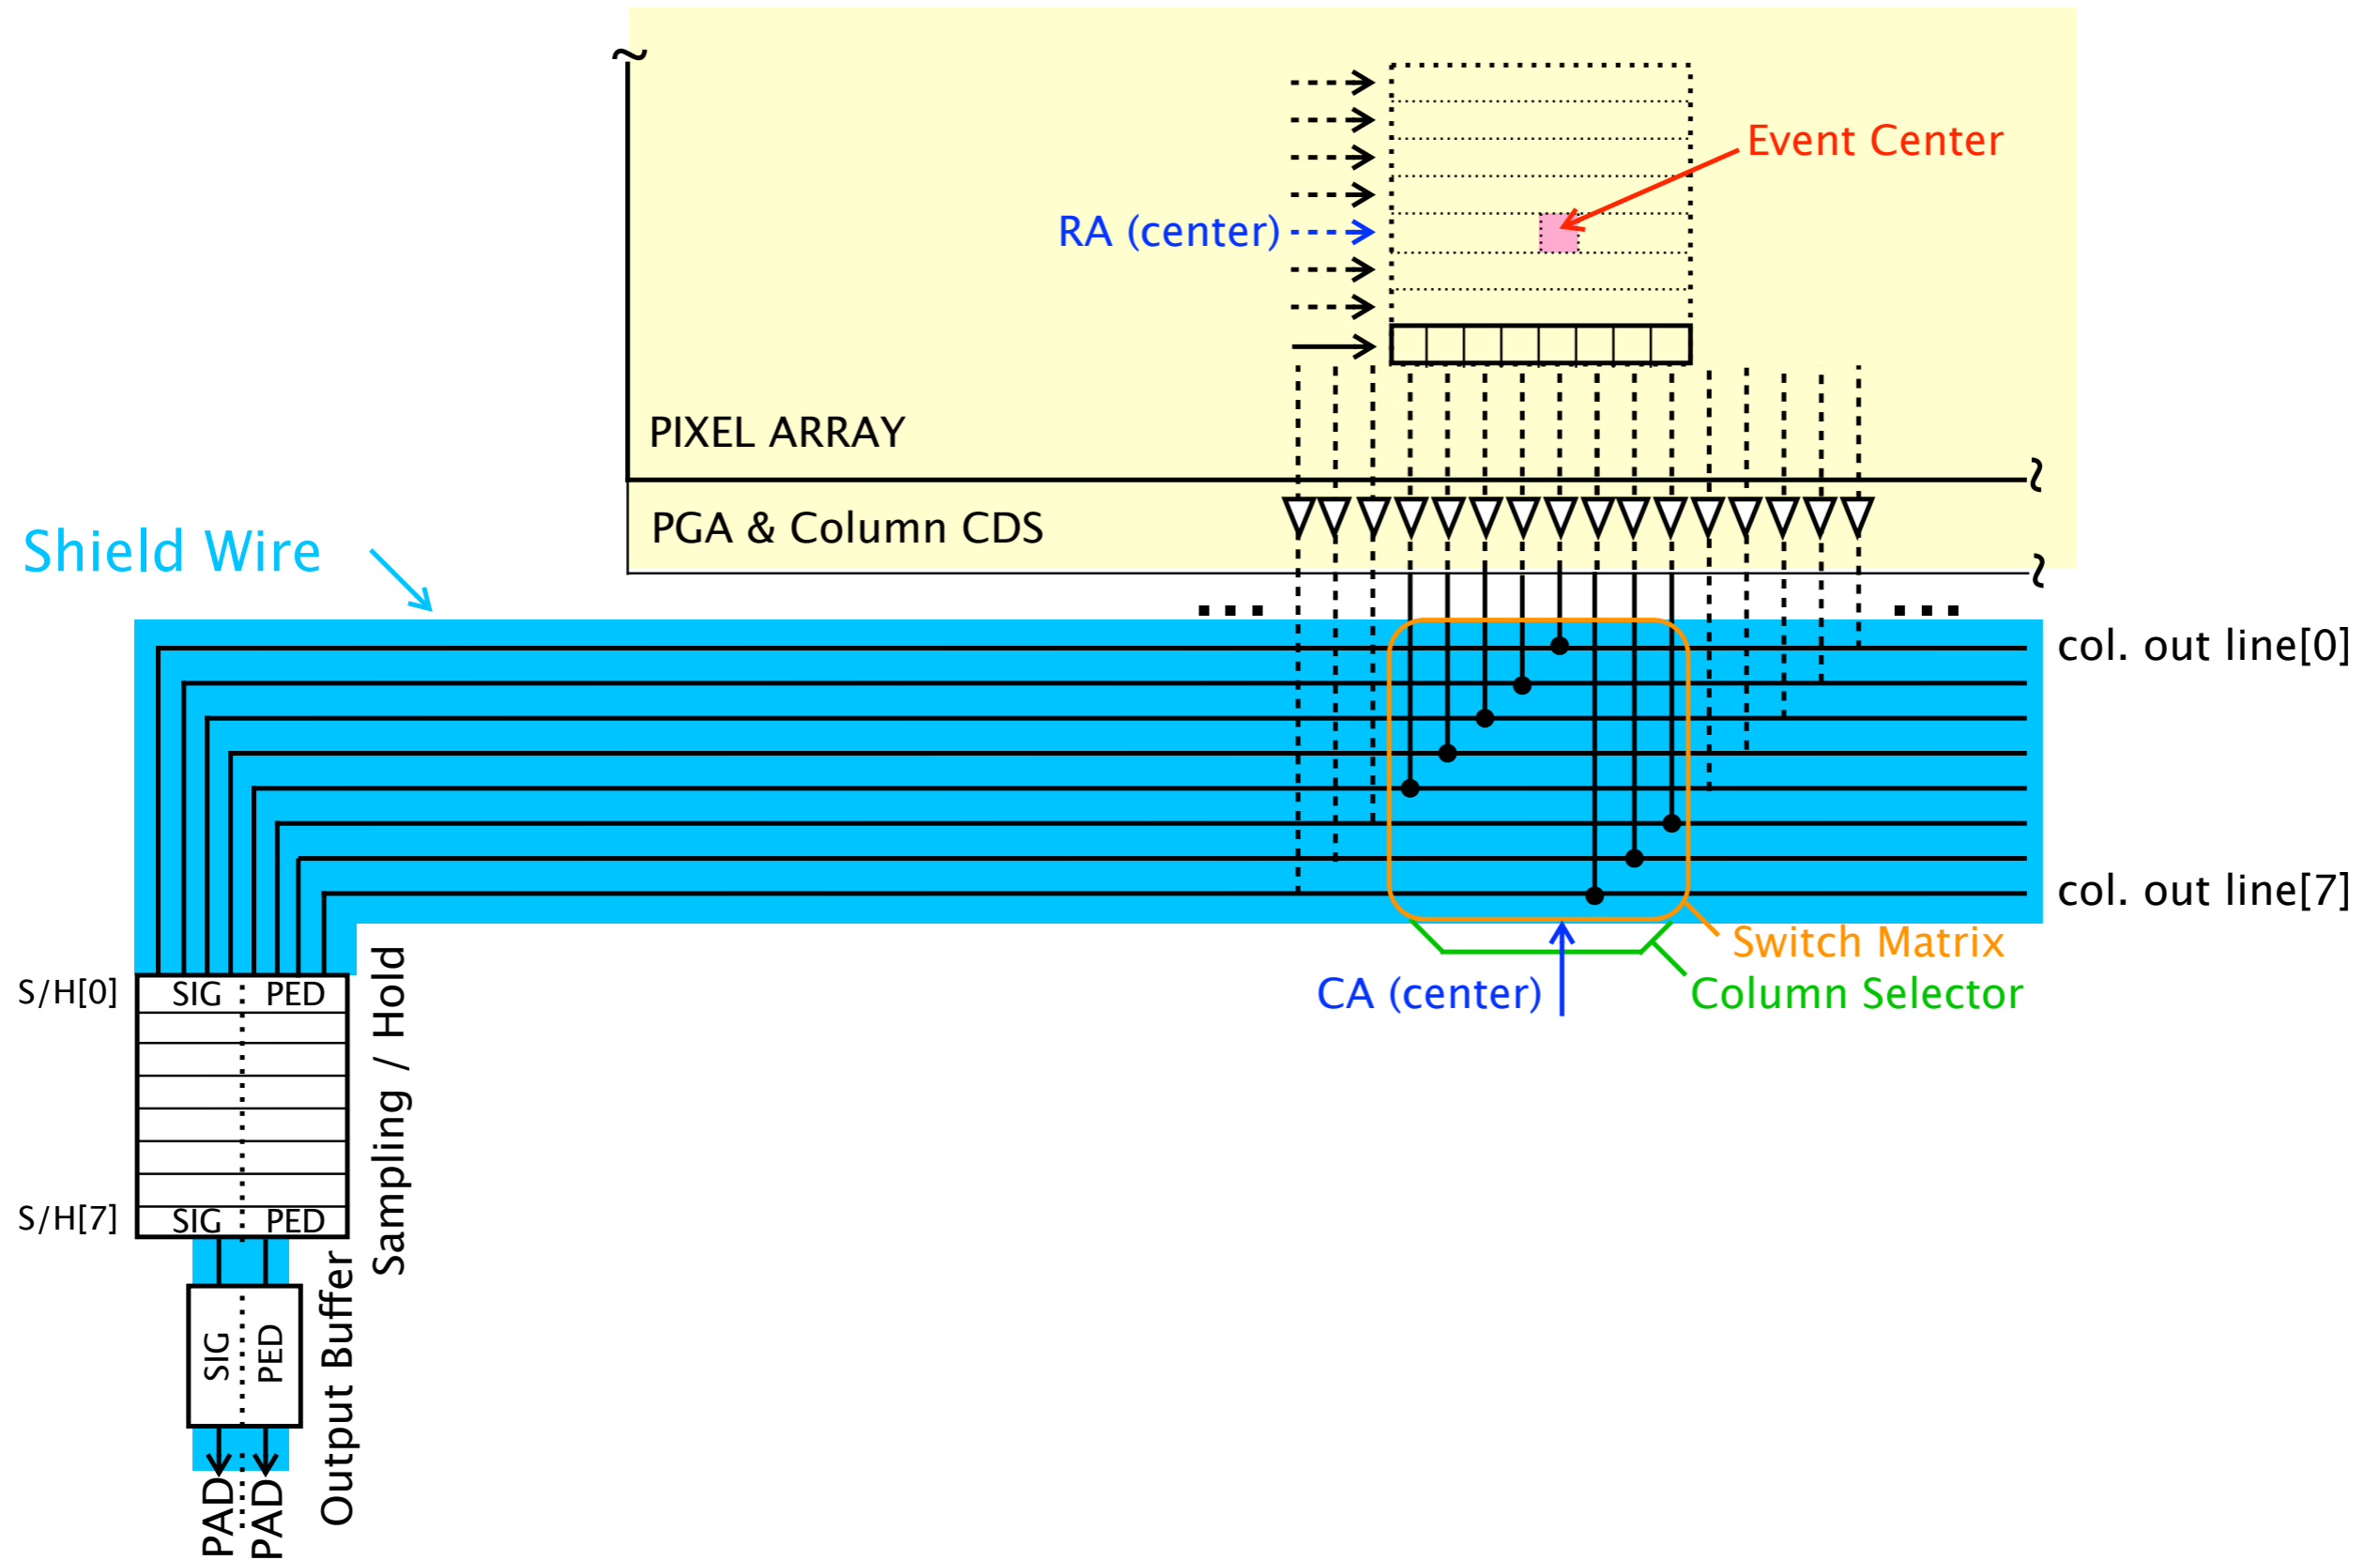 Event Center
RA (center)
PIXEL ARRAY
PGA & Column CDS
Shield Wire
col. out line[0]
col. out line[7]
Switch Matrix
CA (center)
Column Selector
S/H[0]
SIG
PED
Sampling / Hold
S/H[7]
SIG
PED
SIG
PED
Output Buffer
PAD
PAD